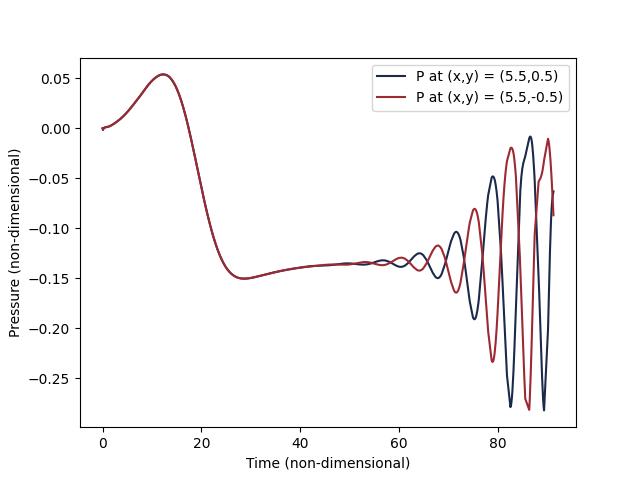 P at (x,y) = (5.5,0.5)
P at (x,y) = (5.5,-0.5)
0.05
0.00
−0.05
−0.10
−0.15
−0.20
−0.25
Pressure (non-dimensional)
0 20 40 60 80
Time (non-dimensional)